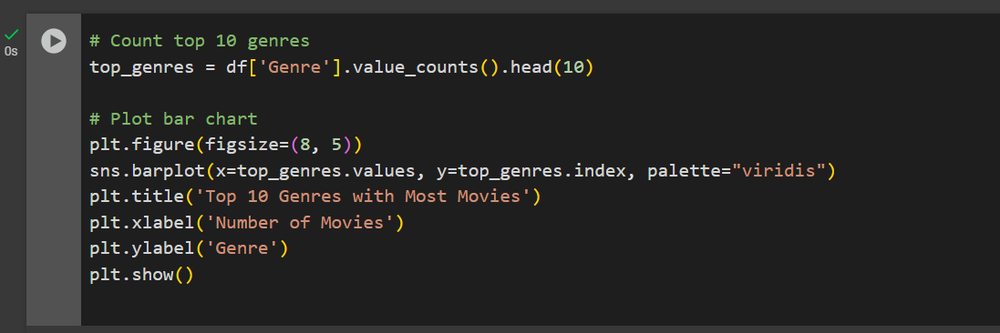 # Count top 10 genres
top_genres = df['Genre'].value_counts().head(10)
# Plot bar chart
plt.figure(figsize=(8, 5))
sns.barplot(x=top_genres.values, y=top_genres.index, palette="viridis")
plt.title('Top 10 Genres with Most Movies')
plt.xlabel('Number of Movies')
plt.ylabel('Genre')
plt.show()
0s